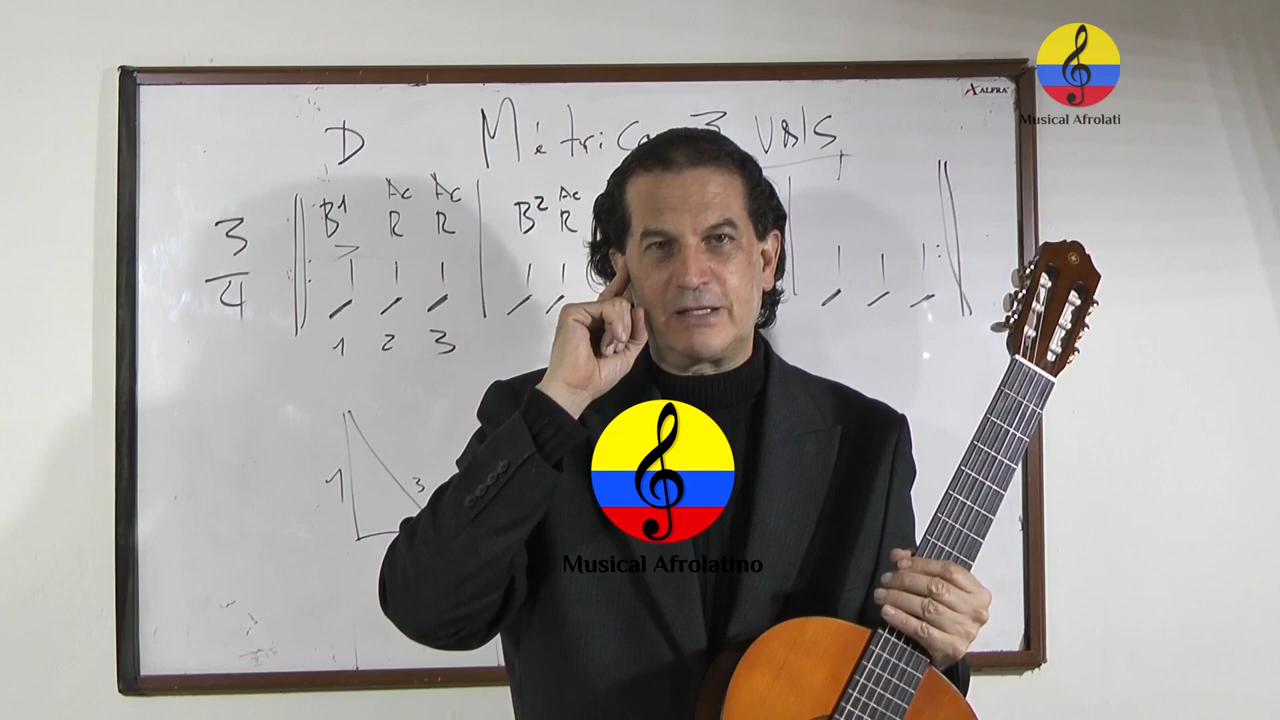 ALFRA
Musical Afrolati
D Métrica 3 vals
Ac Ac Ac
B1 R R B2 R
>
3
4
1 2 3
1 3
Musical Afrolatino